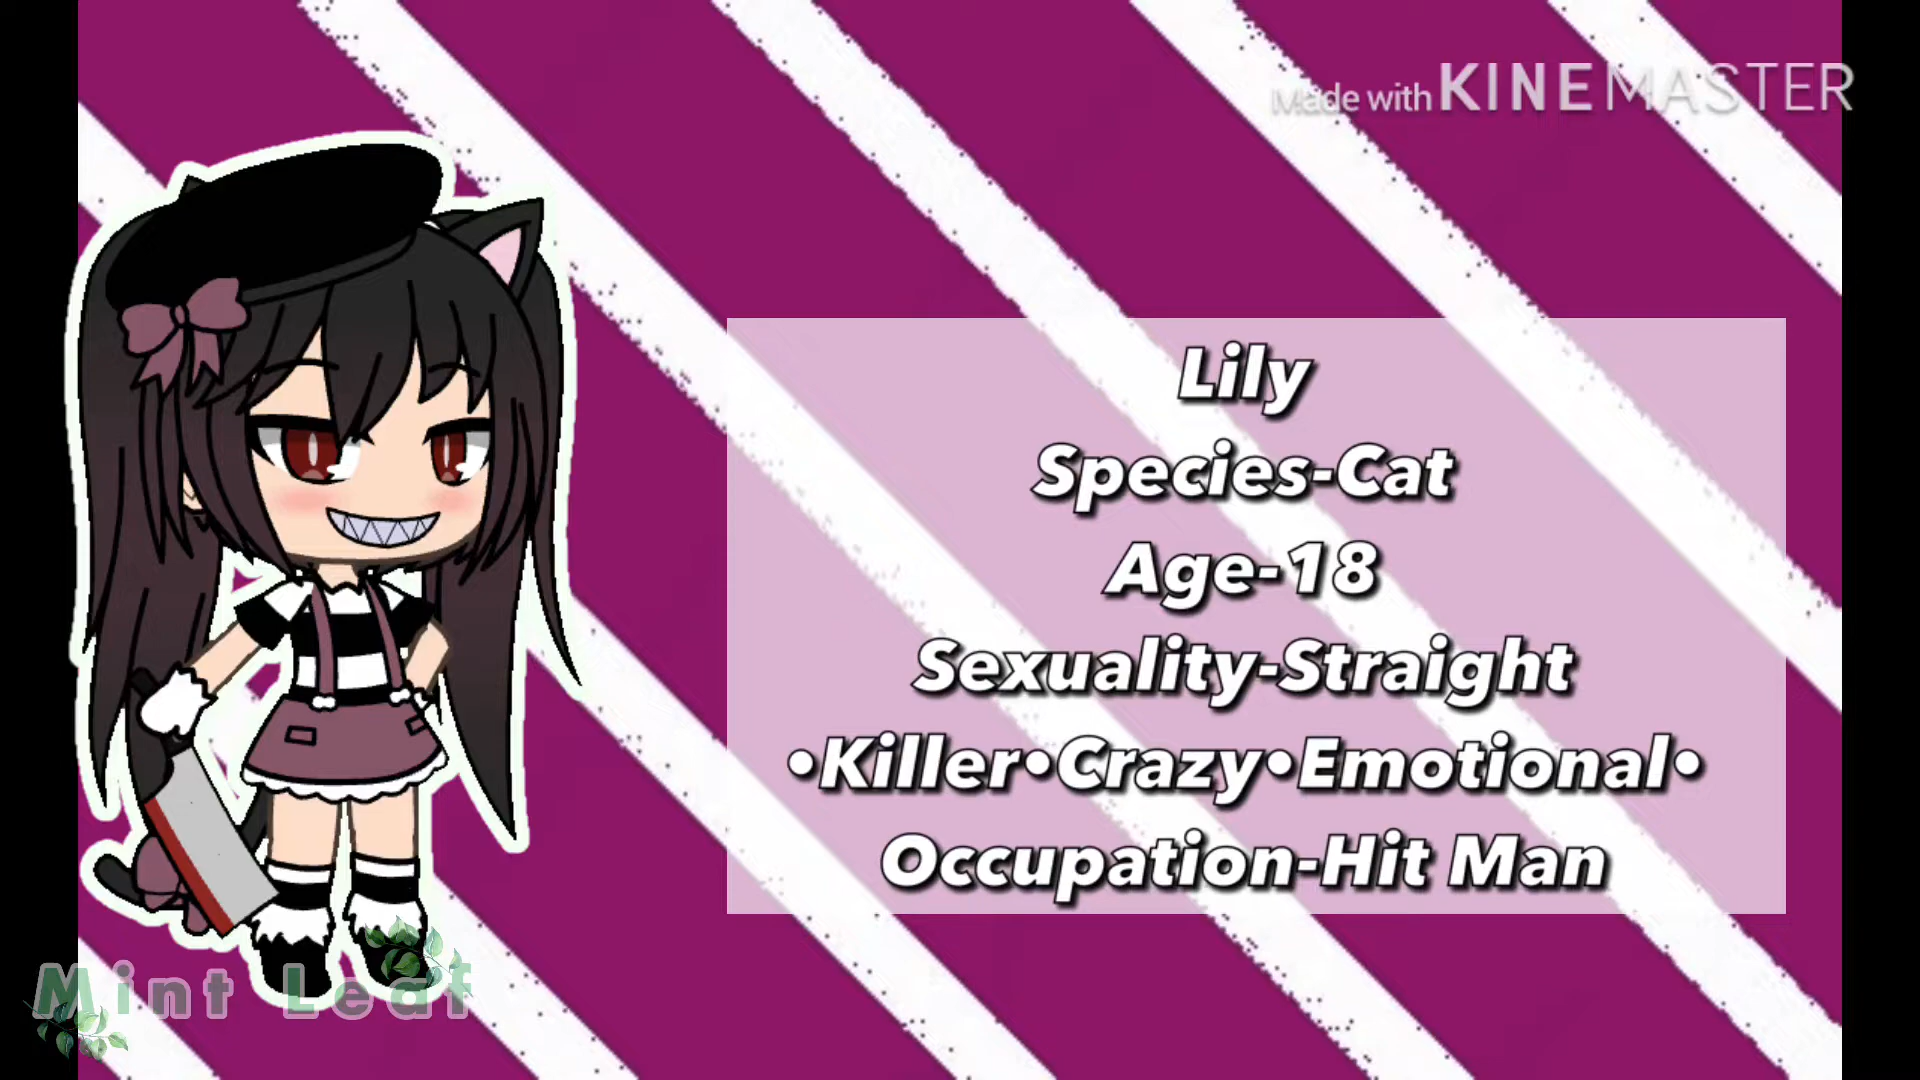 Made with KINEMASTER
Lily
Species-Cat
Age-18
Sexuality-Straight
•Killer•Crazy•Emotional•
Occupation-Hit Man
Mint Leaf